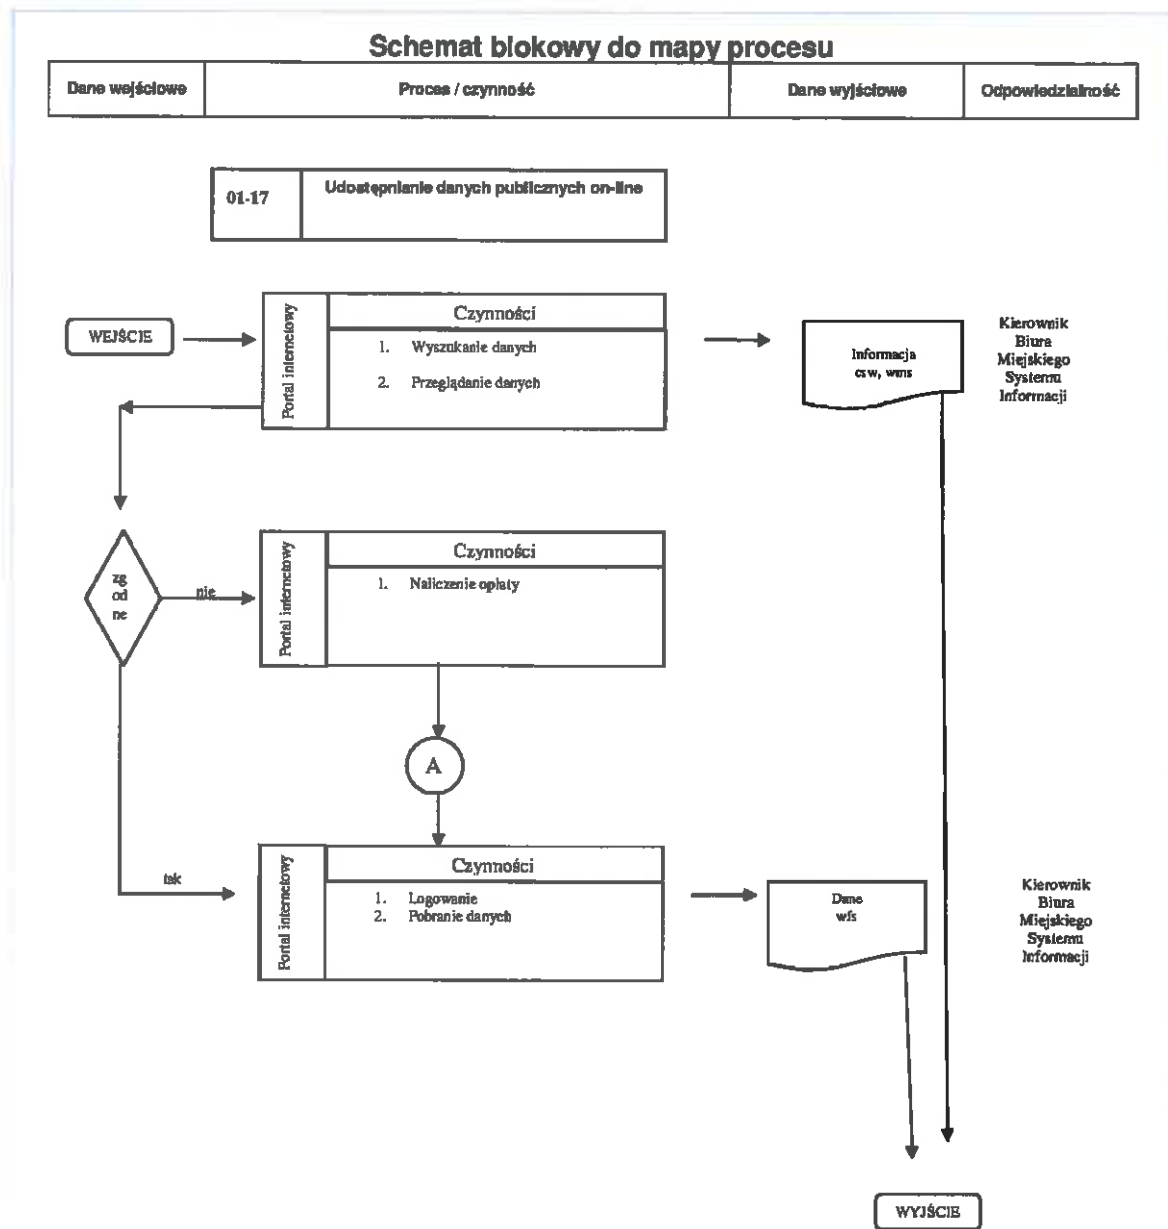 Schemat blokowy do mapy procesu
Dane wejściowe
Proces / czynność
Dane wyjściowe
Odpowiedzialność
01-17
Udostępnianie danych publicznych on-line
WEJŚCIE
Portal internetowy
Czynności
1. Wyszukanie danych
2. Przeglądanie danych
Informacja
csw, wms
Kierownik
Biura
Miejskiego
Systemu
Informacji
zg
od
ne
nie
Portal internetowy
Czynności
1. Naliczenie opłaty
A
tak
Portal internetowy
Czynności
1. Logowanie
2. Pobranie danych
Dane
wfs
Kierownik
Biura
Miejskiego
Systemu
Informacji
WYJŚCIE